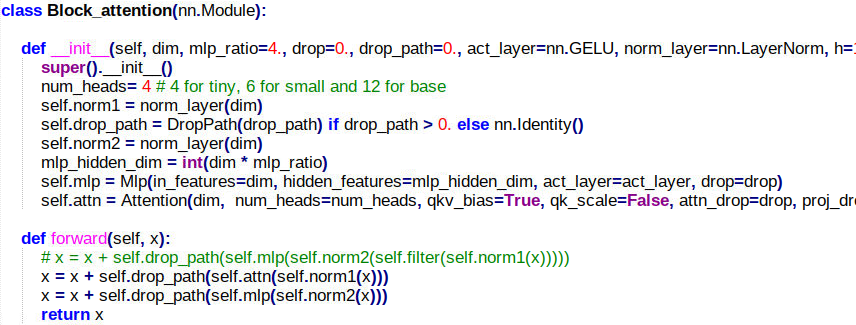 class Block_attention(nn.Module):
def __init__(self, dim, mlp_ratio=4., drop=0., drop_path=0., act_layer=nn.GELU, norm_layer=nn.LayerNorm,
super().__init__()
num_heads= 4 # 4 for tiny, 6 for small and 12 for base
self.norm1 = norm_layer(dim)
self.drop_path = DropPath(drop_path) if drop_path > 0. else nn.Identity()
self.norm2 = norm_layer(dim)
mlp_hidden_dim = int(dim * mlp_ratio)
self.mlp = Mlp(in_features=dim, hidden_features=mlp_hidden_dim, act_layer=act_layer, drop=drop)
self.attn = Attention(dim,  num_heads=num_heads, qkv_bias=True, qk_scale=False, attn_drop=drop,
def forward(self, x):
# x = x + self.drop_path(self.mlp(self.norm2(self.filter(self.norm1(x)))))
x = x + self.drop_path(self.attn(self.norm1(x)))
x = x + self.drop_path(self.mlp(self.norm2(x)))
return x